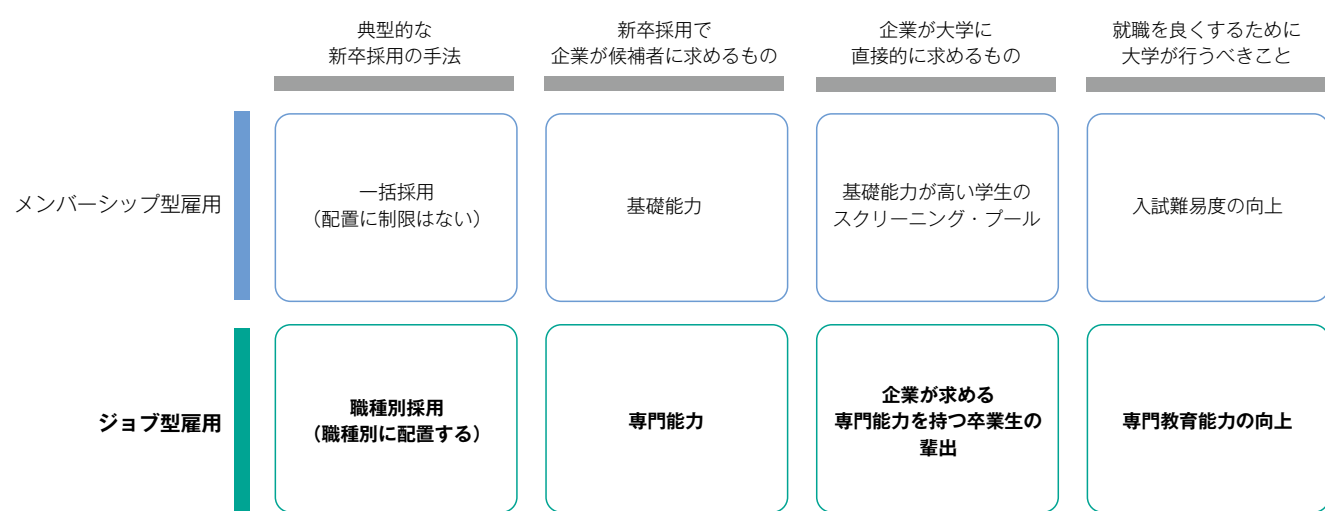 典型的な
新卒採用の手法
新卒採用で
企業が候補者に求めるもの
企業が大学に
直接的に求めるもの
就職を良くするために
大学が行うべきこと
メンバーシップ型雇用
一括採用
（配置に制限はない）
基礎能力
基礎能力が高い学生の
スクリーニング・プール
入試難易度の向上
ジョブ型雇用
職種別採用
（職種別に配置する）
専門能力
企業が求める
専門能力を持つ卒業生の
輩出
専門教育能力の向上